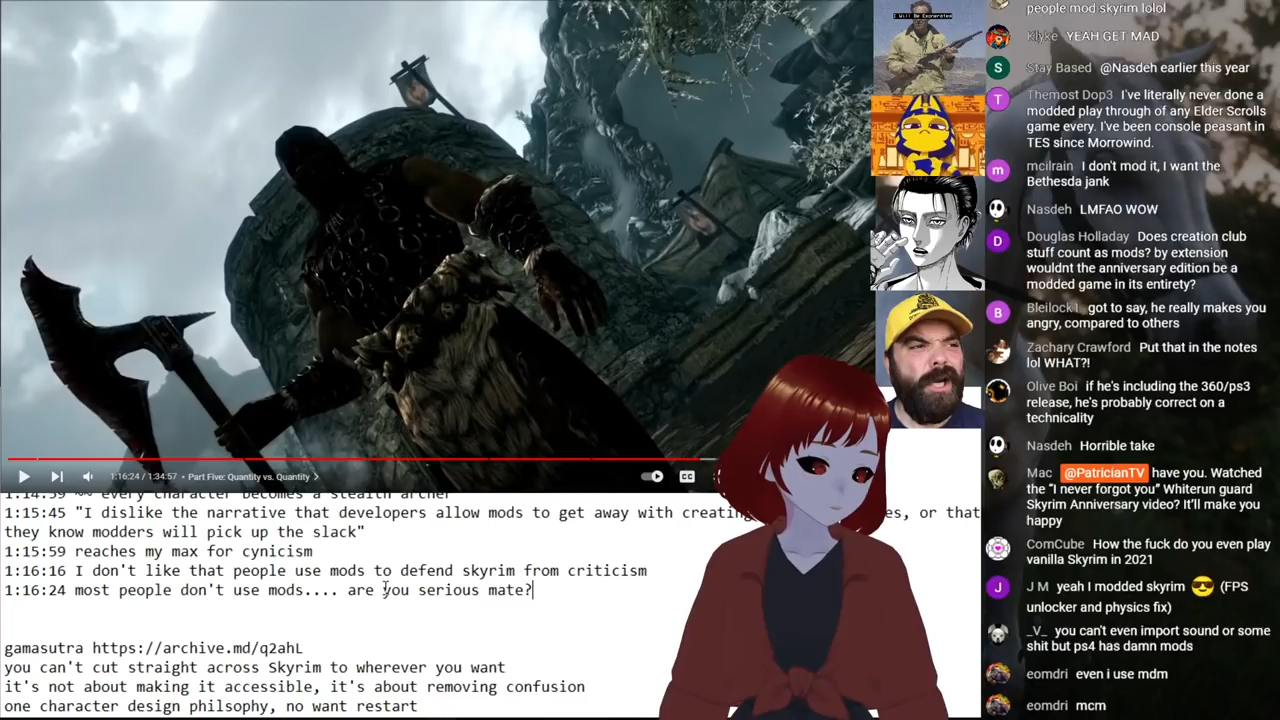 I Will Be Exonerated
1:16:24 / 1:34:57 • Part Five: Quantity vs. Quantity
CC
1:14:59 ~~ every character becomes a stealth archer
1:15:45 "I dislike the narrative that developers allow mods to get away with creating es, or that
they know modders will pick up the slack"
1:15:59 reaches my max for cynicism
1:16:16 I don't like that people use mods to defend skyrim from criticism
1:16:24 most people don't use mods.... are you serious mate?
gamasutra https://archive.md/q2ahL
you can't cut straight across Skyrim to wherever you want
it's not about making it accessible, it's about removing confusion
one character design philsophy, no want restart
people mod skyrim lolol
Klyke YEAH GET MAD
S
Stay Based @Nasdeh earlier this year
T
Themost Dop3 I've literally never done a
modded play through of any Elder Scrolls
game every. I've been console peasant in
TES since Morrowind.
m
mcilrain I don't mod it, I want the
Bethesda jank
Nasdeh LMFAO WOW
D
Douglas Holladay Does creation club
stuff count as mods? by extension
wouldnt the anniversary edition be a
modded game in its entirety?
B
Bleilock1 got to say, he really makes you
angry, compared to others
Zachary Crawford Put that in the notes
lol WHAT?!
Olive Boi if he's including the 360/ps3
release, he's probably correct on a
technicality
Nasdeh Horrible take
Mac @PatricianTV have you. Watched
the “I never forgot you” Whiterun guard
Skyrim Anniversary video? It'll make you
happy
ComCube How the fuck do you even play
vanilla Skyrim in 2021
J
J M yeah I modded skyrim 😎 (FPS
unlocker and physics fix)
_V_ you can't even import sound or some
shit but ps4 has damn mods
eomdri even i use mdm
eomdri mcm